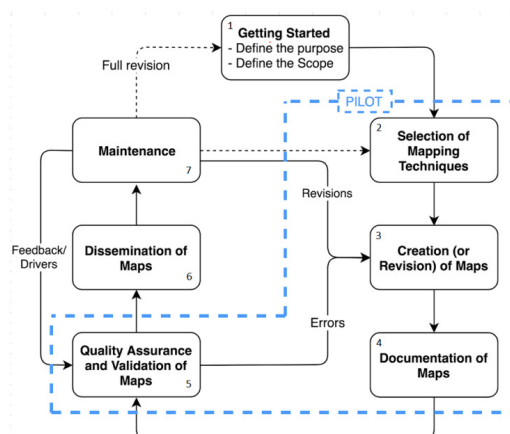 1
Getting Started
- Define the purpose
- Define the Scope
Full revision
PILOT
2
Selection of
Mapping
Techniques
Maintenance
7
Revisions
3
Creation (or
Revision) of Maps
Feedback/
Drivers
Dissemination of
Maps
6
Errors
4
Documentation of
Maps
Quality Assurance
and Validation of
Maps
5